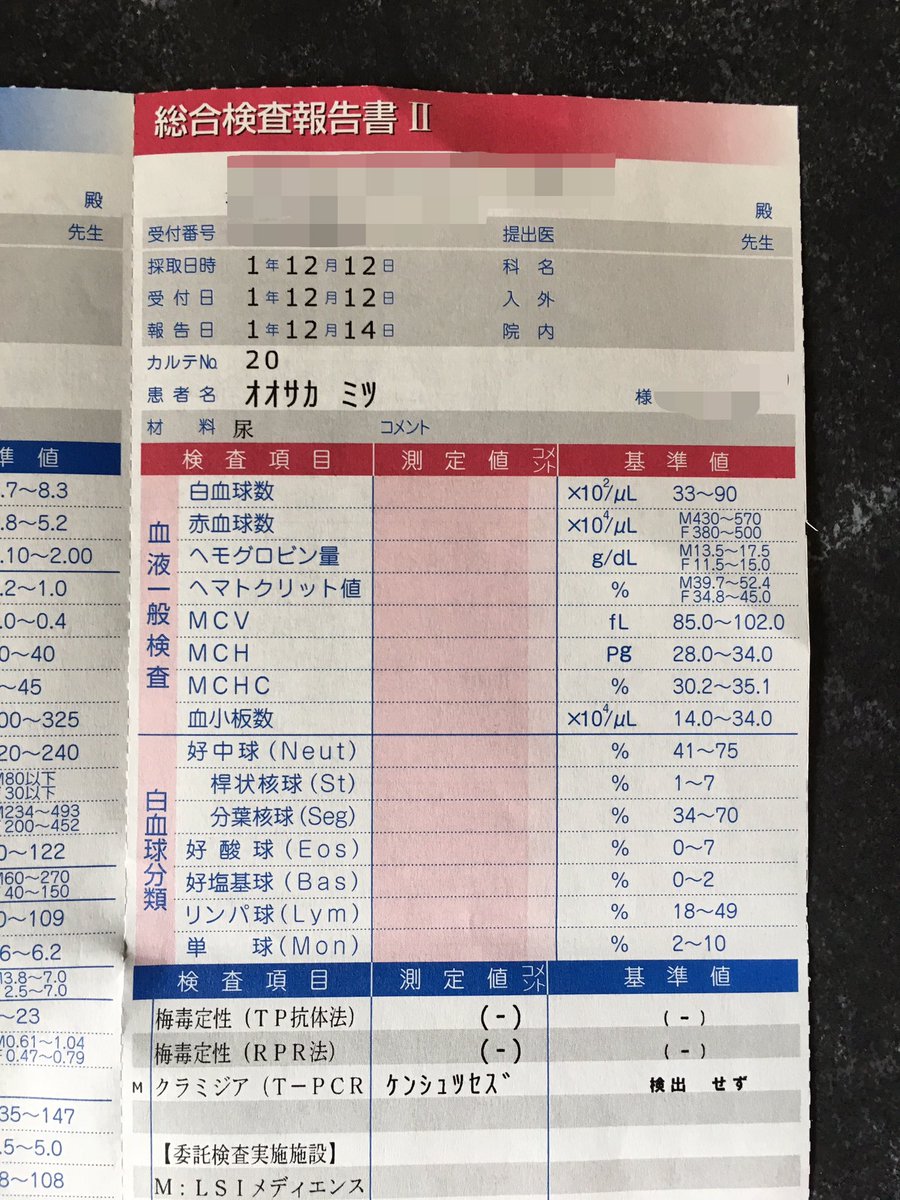 総合検査報告書 Ⅱ
殿
殿
先生
受付番号 提出医 先生
採取日時 1年12月12日 科名
受付日 1年12月12日 入外
報告日 1年12月14日 院内
カルテNo. 20
患者名 オオサカ ミツ 様
材料 尿 コメント
準値
検査項目 測定値 コメント 基準値
血液一般検査
白血球数 ×10²/μL 33〜90
赤血球数 ×10⁴/μL M430〜570 F380〜500
ヘモグロビン量 g/dL M13.5〜17.5 F11.5〜15.0
ヘマトクリット値 % M39.7〜52.4 F34.8〜45.0
MCV fL 85.0〜102.0
MCH Pg 28.0〜34.0
MCHC % 30.2〜35.1
血小板数 ×10⁴/μL 14.0〜34.0
白血球分類
好中球(Neut) % 41〜75
桿状核球(St) % 1〜7
分葉核球(Seg) % 34〜70
好酸球(Eos) % 0〜7
好塩基球(Bas) % 0〜2
リンパ球(Lym) % 18〜49
単球(Mon) % 2〜10
検査項目 測定値 コメント 基準値
梅毒定性(TP抗体法) (-) (-)
梅毒定性(RPR法) (-) (-)
M クラミジア(T-PCR ケンシュツセズ 検出 せず
【委託検査実施施設】
M:LSIメディエンス
.7〜8.3
.8〜5.2
.10〜2.00
.2〜1.0
.0〜0.4
0〜40
〜45
00〜325
20〜240
M80以下
F30以下
M234〜493
F200〜452
0〜122
M60〜270
F40〜150
0〜109
.6〜6.2
M3.8〜7.0
F2.5〜7.0
〜23
M0.61〜1.04
F0.47〜0.79
35〜147
.5〜5.0
8〜108